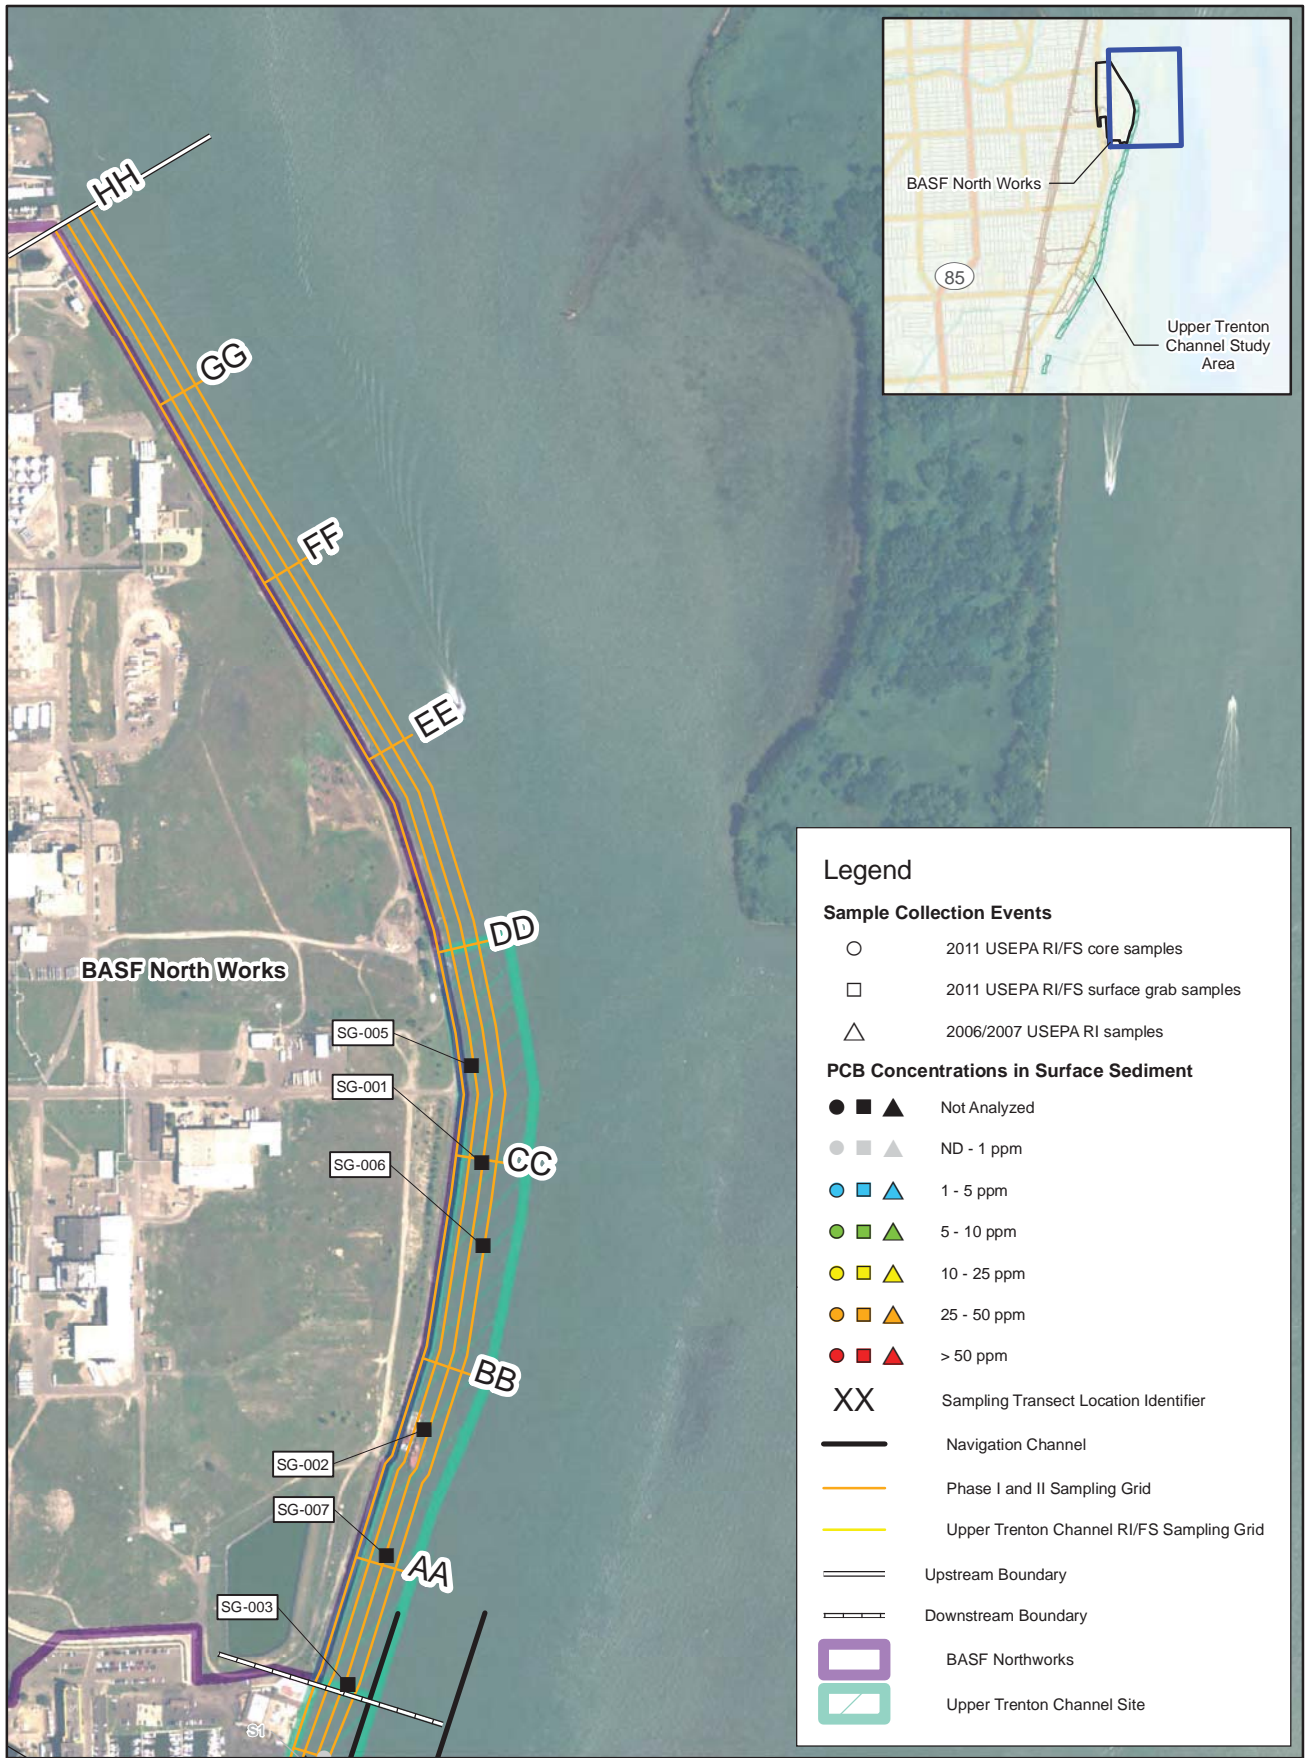 HH
GG
FF
EE
DD
CC
BB
AA
BASF North Works
SG-005
SG-001
SG-006
SG-002
SG-007
SG-003
S1
BASF North Works
85
Upper Trenton
Channel Study
Area
Legend
Sample Collection Events
2011 USEPA RI/FS core samples
2011 USEPA RI/FS surface grab samples
2006/2007 USEPA RI samples
PCB Concentrations in Surface Sediment
Not Analyzed
ND - 1 ppm
1 - 5 ppm
5 - 10 ppm
10 - 25 ppm
25 - 50 ppm
> 50 ppm
XX Sampling Transect Location Identifier
Navigation Channel
Phase I and II Sampling Grid
Upper Trenton Channel RI/FS Sampling Grid
Upstream Boundary
Downstream Boundary
BASF Northworks
Upper Trenton Channel Site